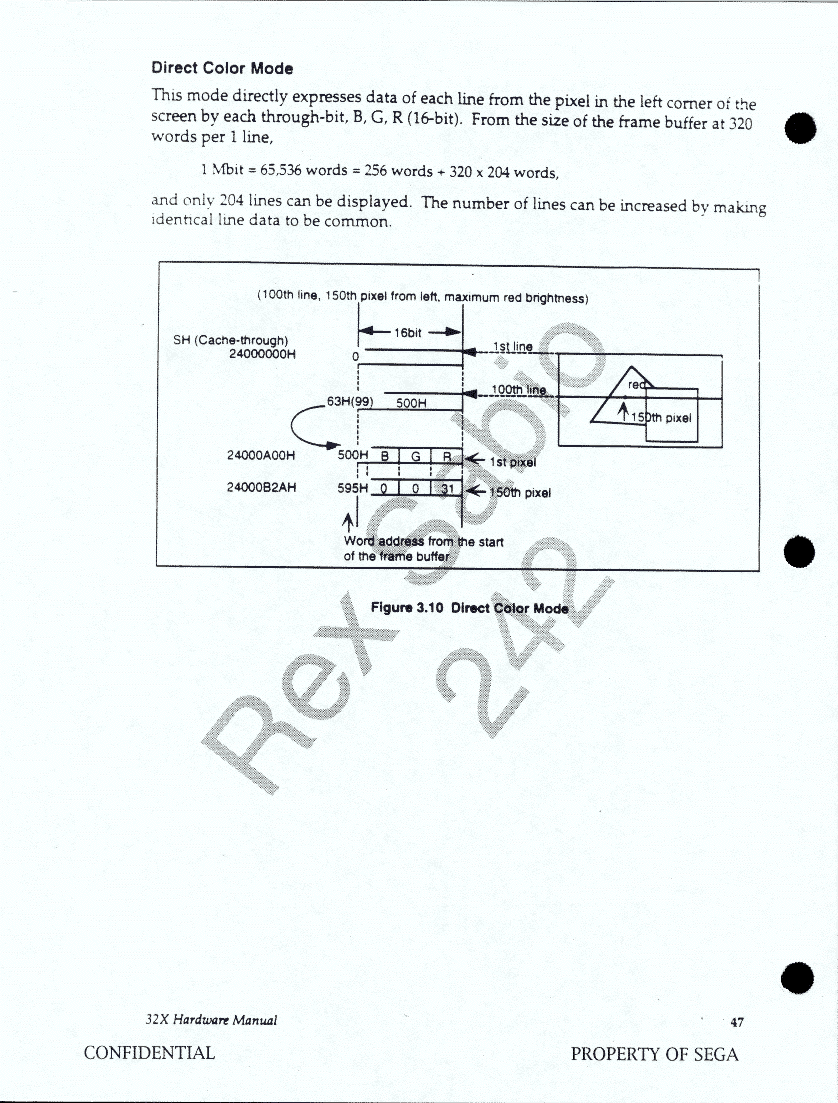 Direct Color Mode
This mode directly expresses data of each line from the pixel in the left corner of the
screen by each through-bit, B, G, R (16-bit). From the size of the frame buffer at 320
words per 1 line,
1 Mbit = 65,536 words = 256 words + 320 x 204 words,
and only 204 lines can be displayed. The number of lines can be increased by making
identical line data to be common.
(100th line, 150th pixel from left, maximum red brightness)
16bit
SH (Cache-through)
24000000H 0 1st line
63H(99) 500H 100th line
red
150th pixel
24000A00H 500H B G R 1st pixel
24000B2AH 595H 0 0 31 150th pixel
Word address from the start
of the frame buffer
Figure 3.10 Direct Color Mode
Rex Sabio
242
32X Hardware Manual 47
CONFIDENTIAL PROPERTY OF SEGA